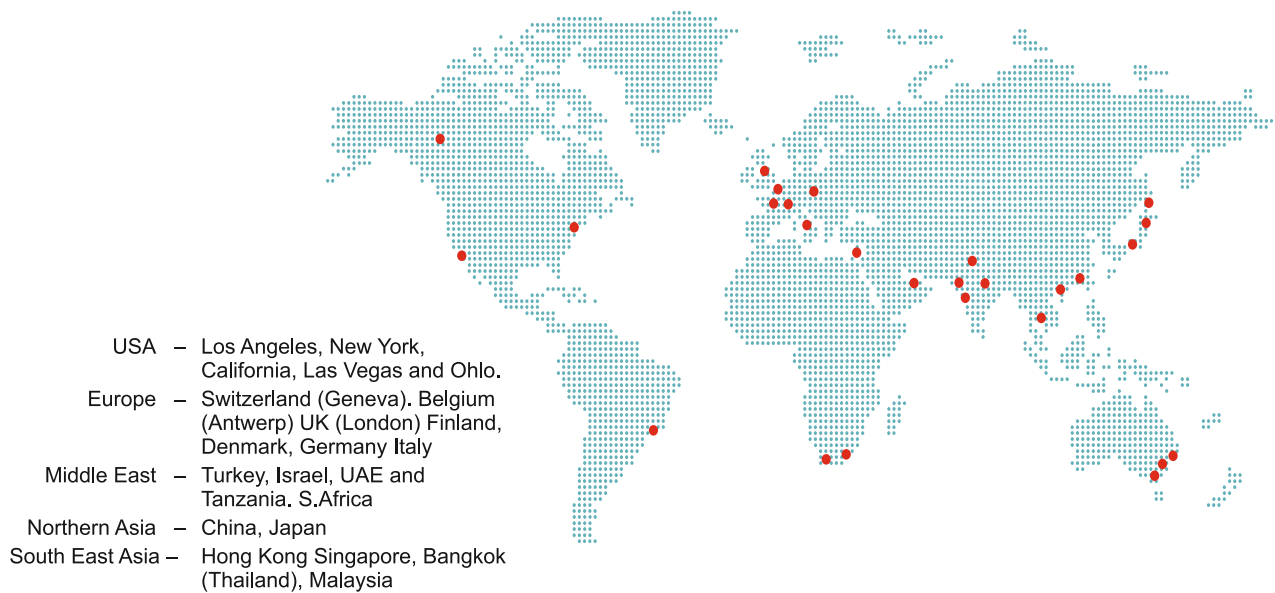 USA – Los Angeles, New York,
California, Las Vegas and Ohlo.
Europe – Switzerland (Geneva). Belgium
(Antwerp) UK (London) Finland,
Denmark, Germany Italy
Middle East – Turkey, Israel, UAE and
Tanzania. S.Africa
Northern Asia – China, Japan
South East Asia – Hong Kong Singapore, Bangkok
(Thailand), Malaysia